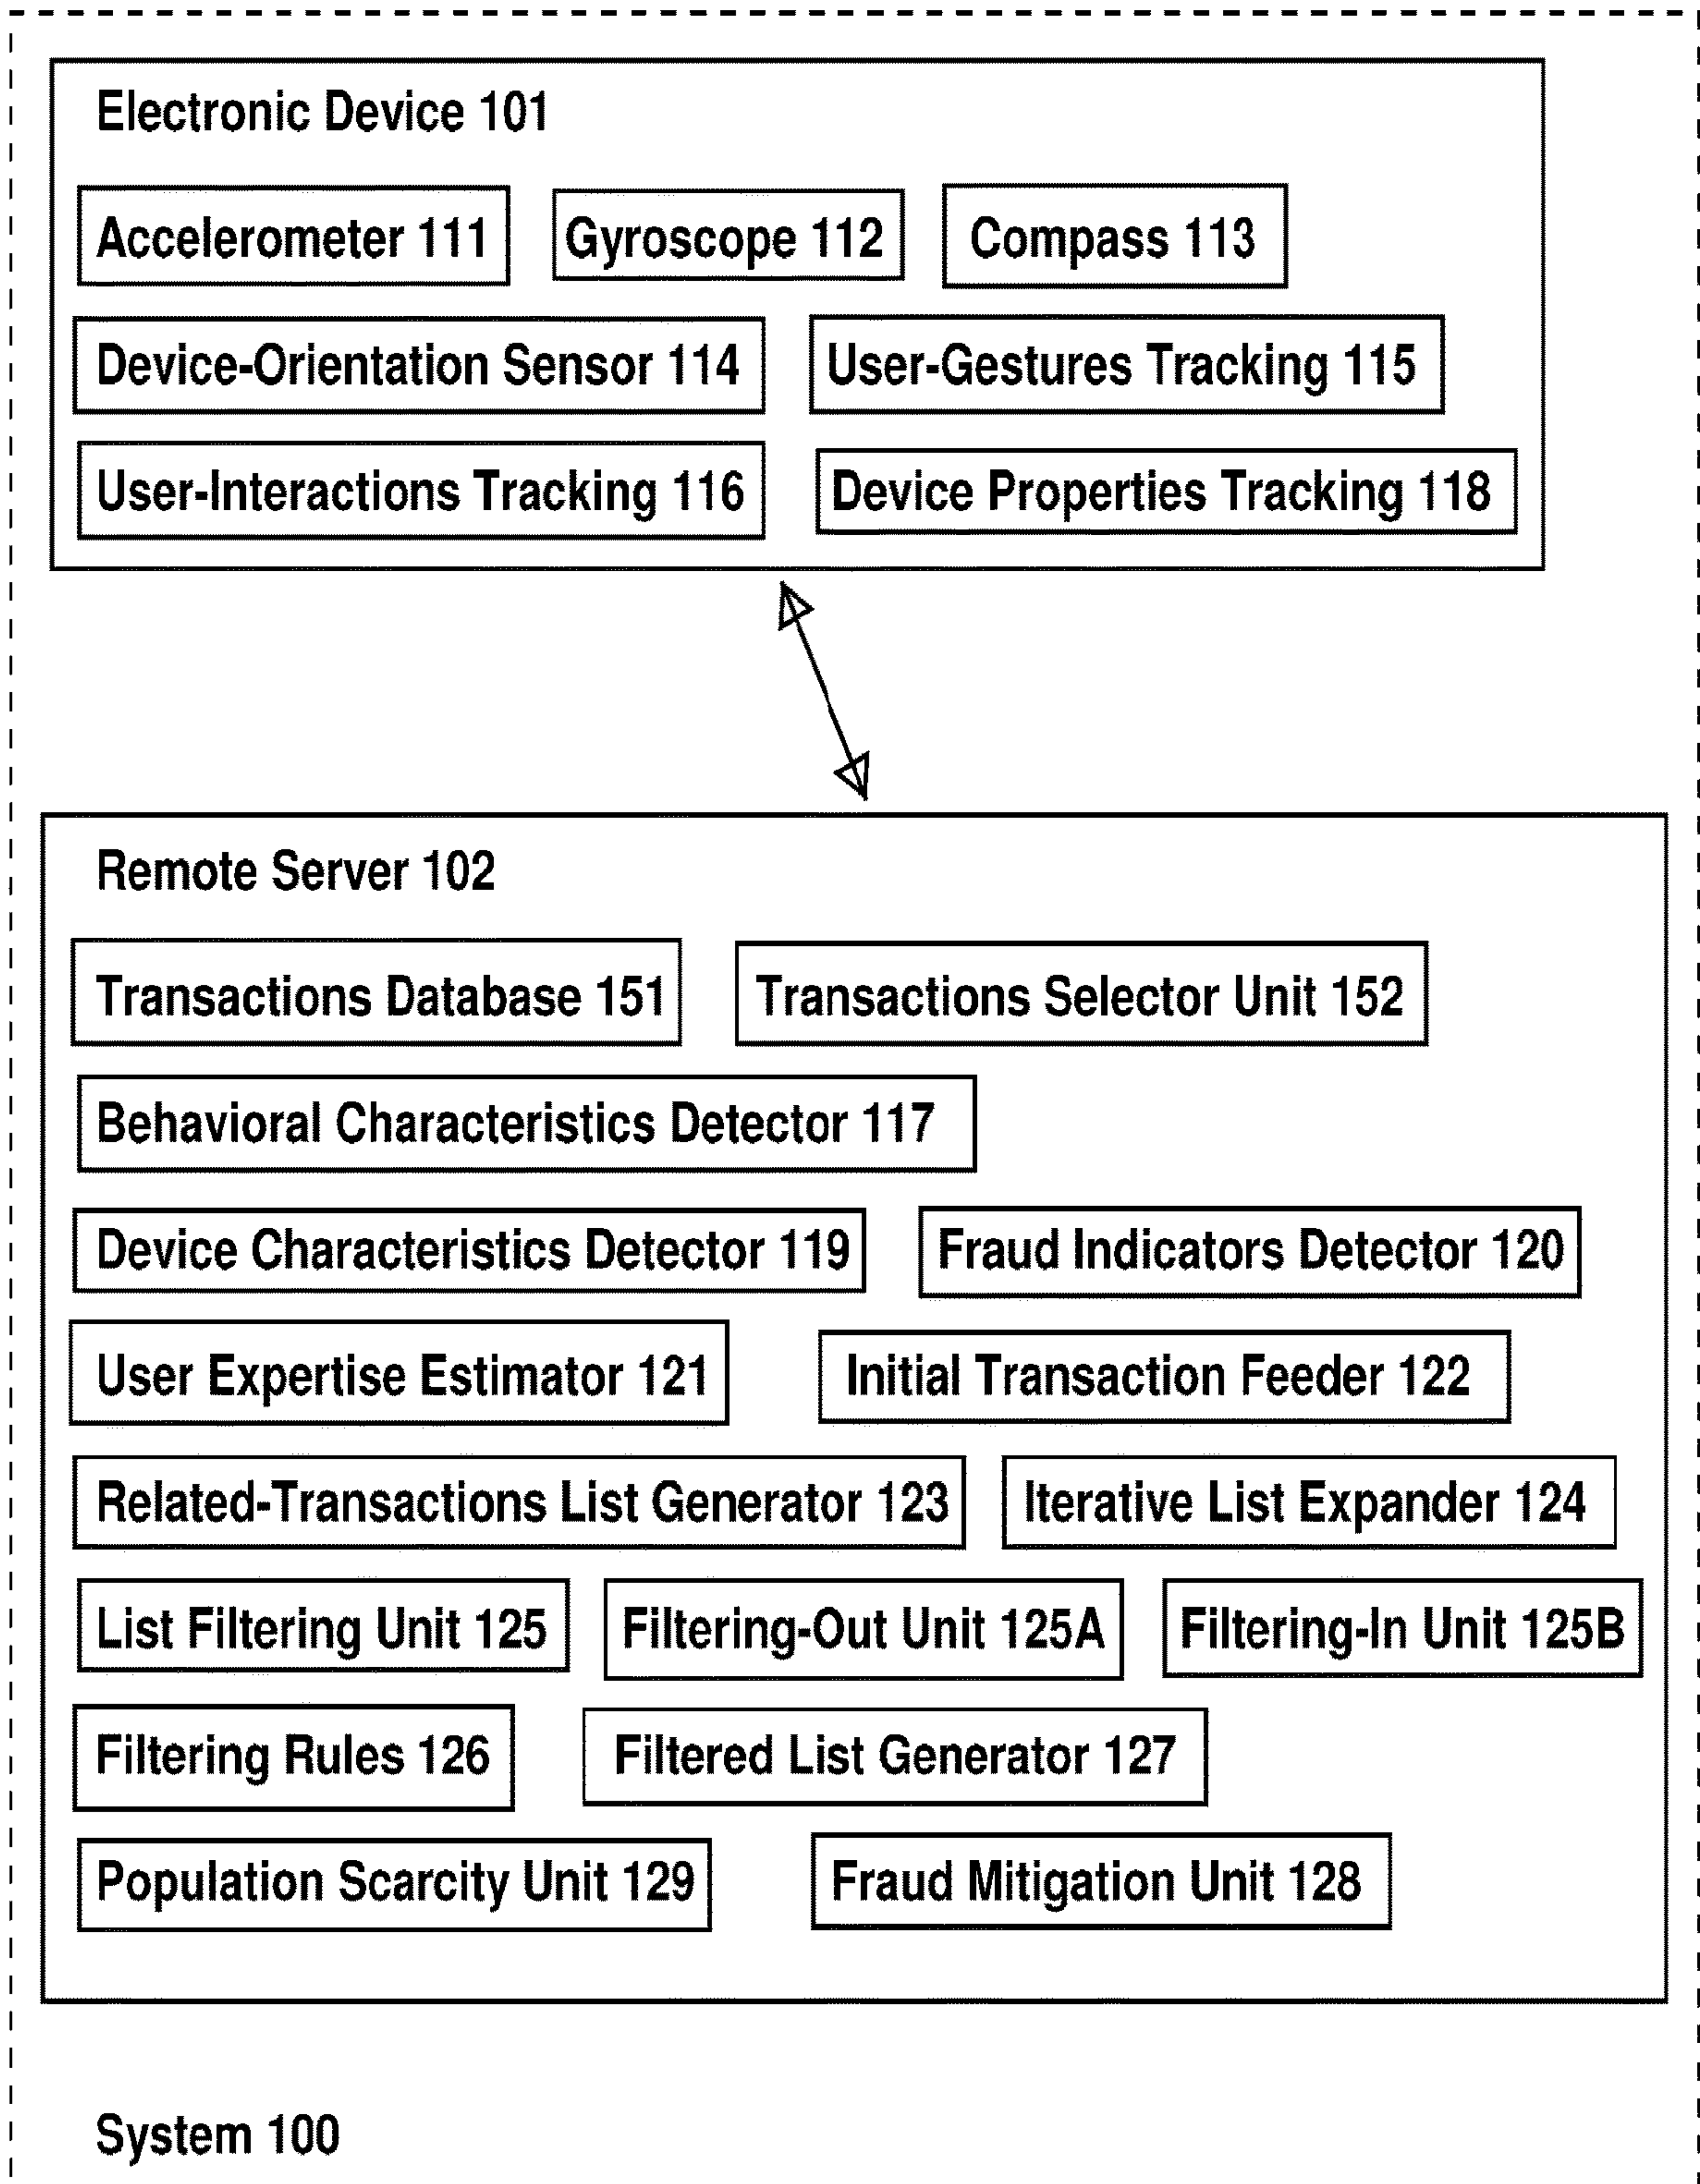 Electronic Device 101
Accelerometer 111 Gyroscope 112 Compass 113
Device-Orientation Sensor 114 User-Gestures Tracking 115
User-Interactions Tracking 116 Device Properties Tracking 118
Remote Server 102
Transactions Database 151 Transactions Selector Unit 152
Behavioral Characteristics Detector 117
Device Characteristics Detector 119 Fraud Indicators Detector 120
User Expertise Estimator 121 Initial Transaction Feeder 122
Related-Transactions List Generator 123 Iterative List Expander 124
List Filtering Unit 125 Filtering-Out Unit 125A Filtering-In Unit 125B
Filtering Rules 126 Filtered List Generator 127
Population Scarcity Unit 129 Fraud Mitigation Unit 128
System 100